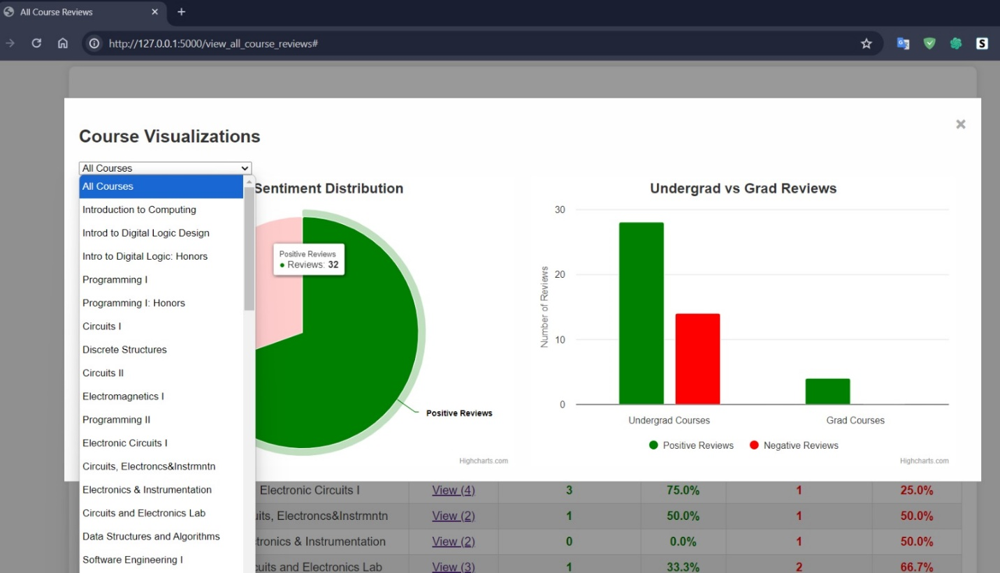 All Course Reviews
http://127.0.0.1:5000/view_all_course_reviews#
S
Course Visualizations
All Courses
All Courses
Introduction to Computing
Introd to Digital Logic Design
Intro to Digital Logic: Honors
Programming I
Programming I: Honors
Circuits I
Discrete Structures
Circuits II
Electromagnetics I
Programming II
Electronic Circuits I
Circuits, Electroncs&Instrmntn
Electronics & Instrumentation
Circuits and Electronics Lab
Data Structures and Algorithms
Software Engineering I
Sentiment Distribution
Positive Reviews
Reviews: 32
Positive Reviews
Highcharts.com
Undergrad vs Grad Reviews
Number of Reviews
30
20
10
0
Undergrad Courses Grad Courses
Positive Reviews Negative Reviews
Highcharts.com
Electronic Circuits I View (4) 3 75.0% 1 25.0%
uits, Electroncs&Instrmntn View (2) 1 50.0% 1 50.0%
tronics & Instrumentation View (2) 0 0.0% 1 50.0%
cuits and Electronics Lab View (3) 1 33.3% 2 66.7%